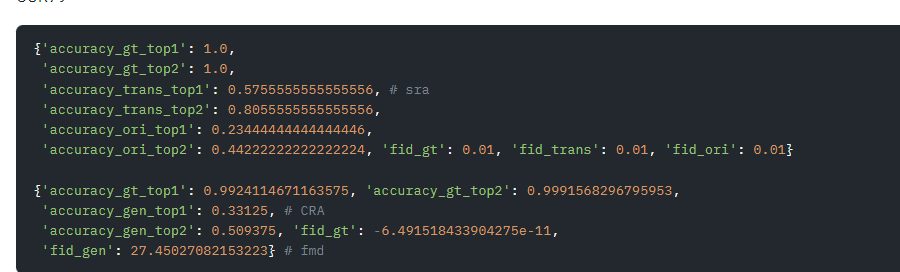 {'accuracy_gt_top1': 1.0,
'accuracy_gt_top2': 1.0,
'accuracy_trans_top1': 0.5755555555555556, # sra
'accuracy_trans_top2': 0.8055555555555556,
'accuracy_ori_top1': 0.23444444444444446,
'accuracy_ori_top2': 0.44222222222222224, 'fid_gt': 0.01, 'fid_trans': 0.01, 'fid_ori': 0.01}
{'accuracy_gt_top1': 0.9924114671163575, 'accuracy_gt_top2': 0.9991568296795953,
'accuracy_gen_top1': 0.33125, # CRA
'accuracy_gen_top2': 0.509375, 'fid_gt': -6.491518433904275e-11,
'fid_gen': 27.45027082153223} # fmd